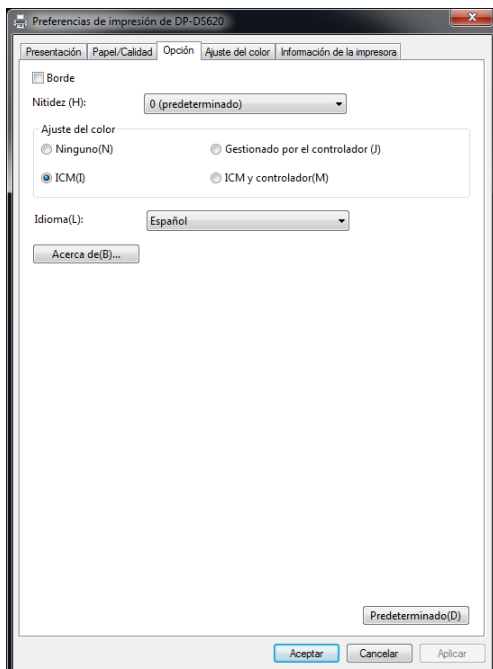 Preferencias de impresión de DP-DS620
Presentación Papel/Calidad Opción Ajuste del color Información de la impresora
Borde
Nitidez (H): 0 (predeterminado)
Ajuste del color
Ninguno(N) Gestionado por el controlador (J)
ICM(I) ICM y controlador(M)
Idioma(L): Español
Acerca de(B)...
Predeterminado(D)
Aceptar Cancelar Aplicar